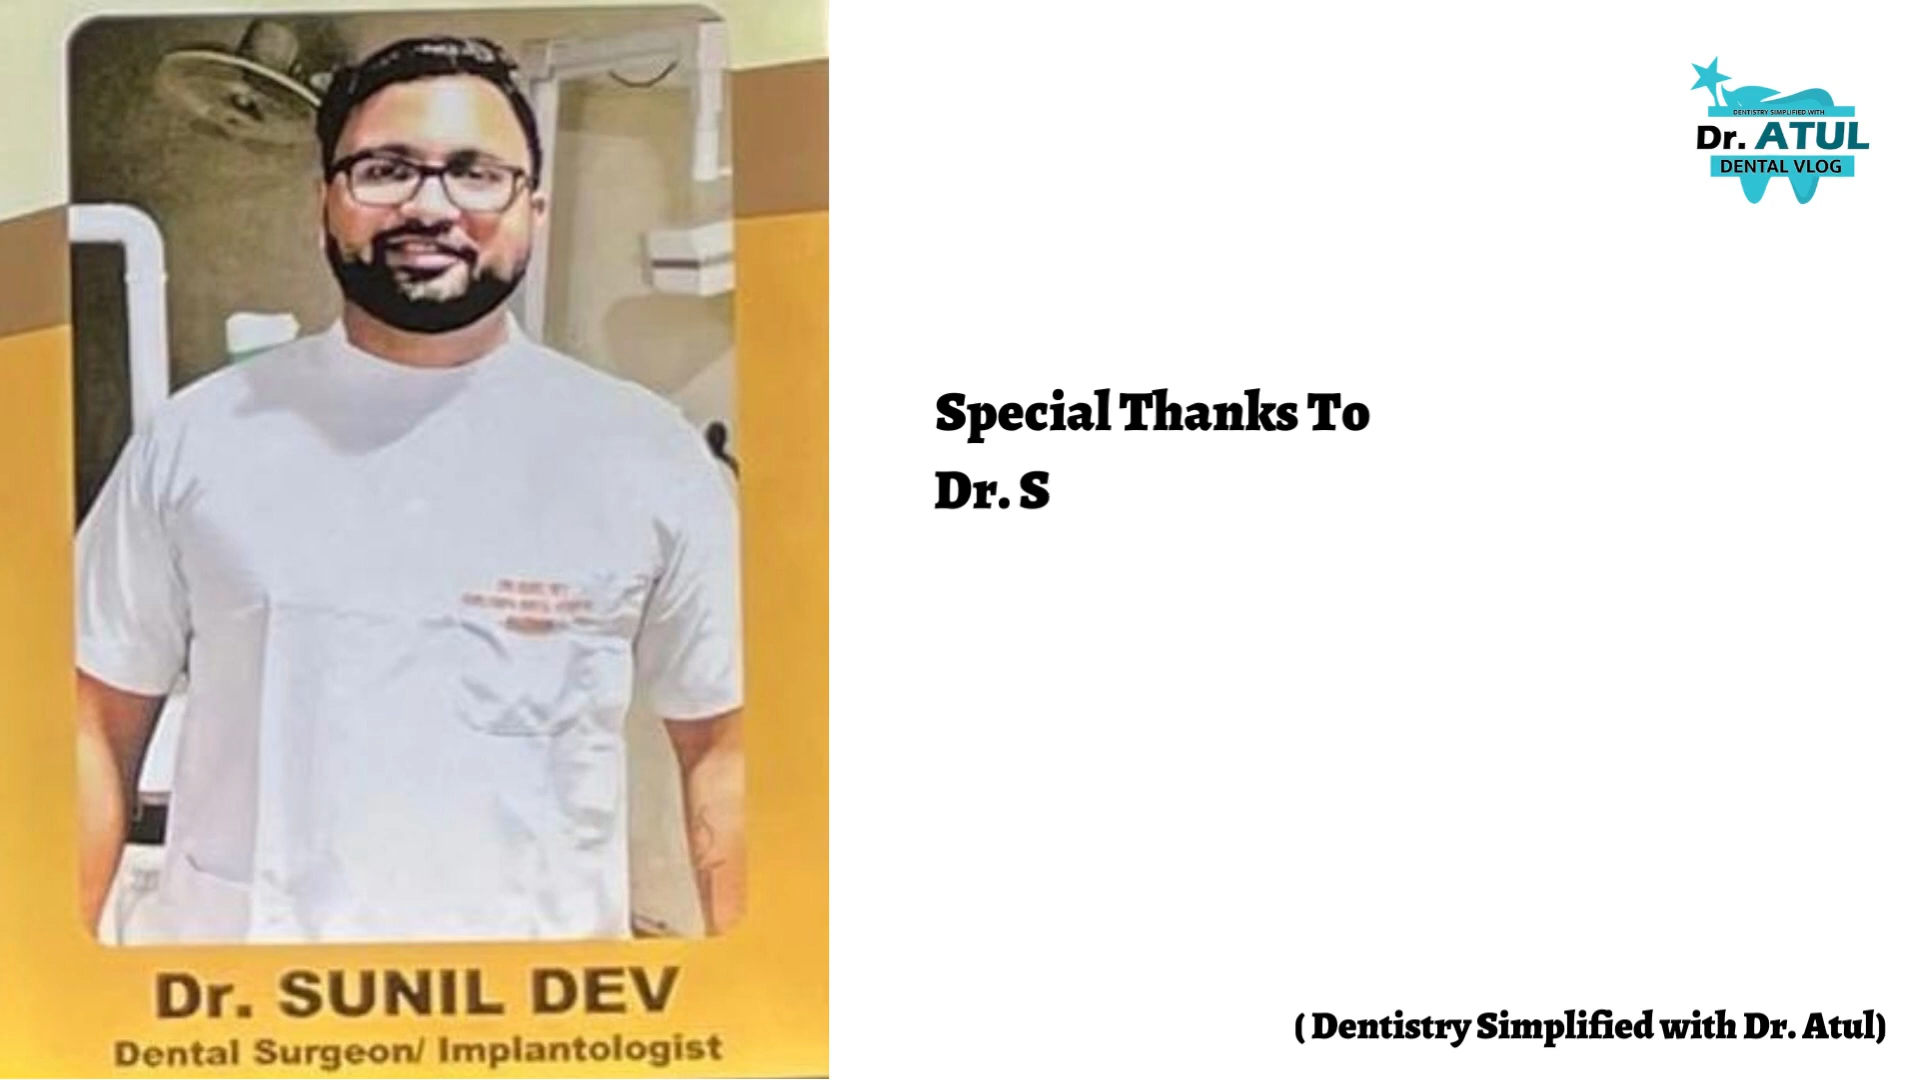 Dr. SUNIL DEV
Dental Surgeon/ Implantologist
Special Thanks To
Dr. S
DENTISTRY SIMPLIFIED WITH
Dr. ATUL
DENTAL VLOG
( Dentistry Simplified with Dr. Atul)